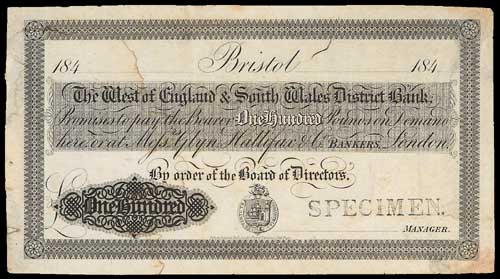 184 Bristol 184
The West of England & South Wales District Bank,
Promises to pay the Bearer One Hundred Pounds on Demand
here or at Messrs Glyn, Hallifax & Co. BANKERS, London.
By order of the Board of Directors.
£ One Hundred
SPECIMEN.
MANAGER.